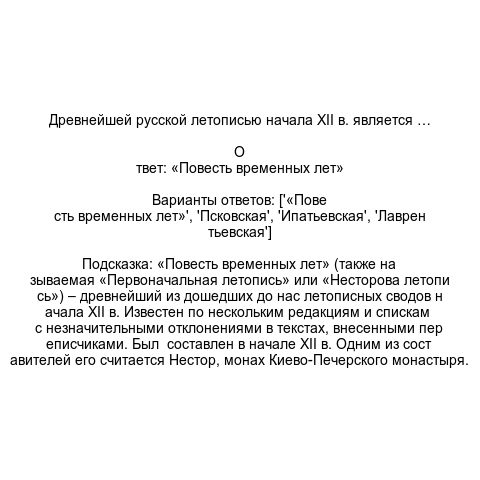 Древнейшей русской летописью начала XII в. является …
О
твет: «Повесть временных лет»
Варианты ответов: ['«Пове
сть временных лет»', 'Псковская', 'Ипатьевская', 'Лаврен
тьевская']
Подсказка: «Повесть временных лет» (также на
зываемая «Первоначальная летопись» или «Несторова летопи
сь») – древнейший из дошедших до нас летописных сводов н
ачала XII в. Известен по нескольким редакциям и спискам
с незначительными отклонениями в текстах, внесенными пер
еписчиками. Был  составлен в начале XII в. Одним из сост
авителей его считается Нестор, монах Киево-Печерского монастыря.